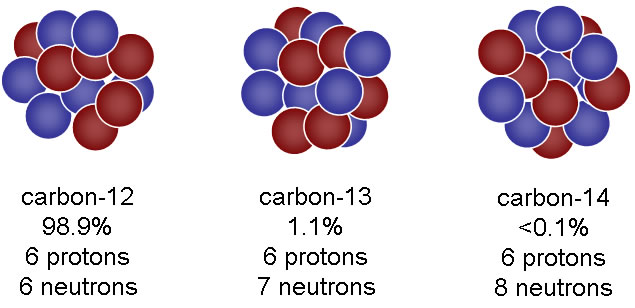 carbon-12
98.9%
6 protons
6 neutrons
carbon-13
1.1%
6 protons
7 neutrons
carbon-14
<0.1%
6 protons
8 neutrons